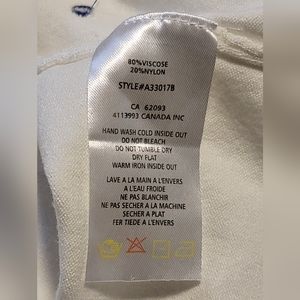 80%VISCOSE
20%NYLON
STYLE#A33017B
CA 62093
4113993 CANADA INC
HAND WASH COLD INSIDE OUT
DO NOT BLEACH
DO NOT TUMBLE DRY
DRY FLAT
WARM IRON INSIDE OUT
LAVE A LA MAIN A L'ENVERS
A L'EAU FROIDE
NE PAS BLANCHIR
NE PAS SECHER A LA MACHINE
SECHER A PLAT
FER TIEDE A L'ENVERS